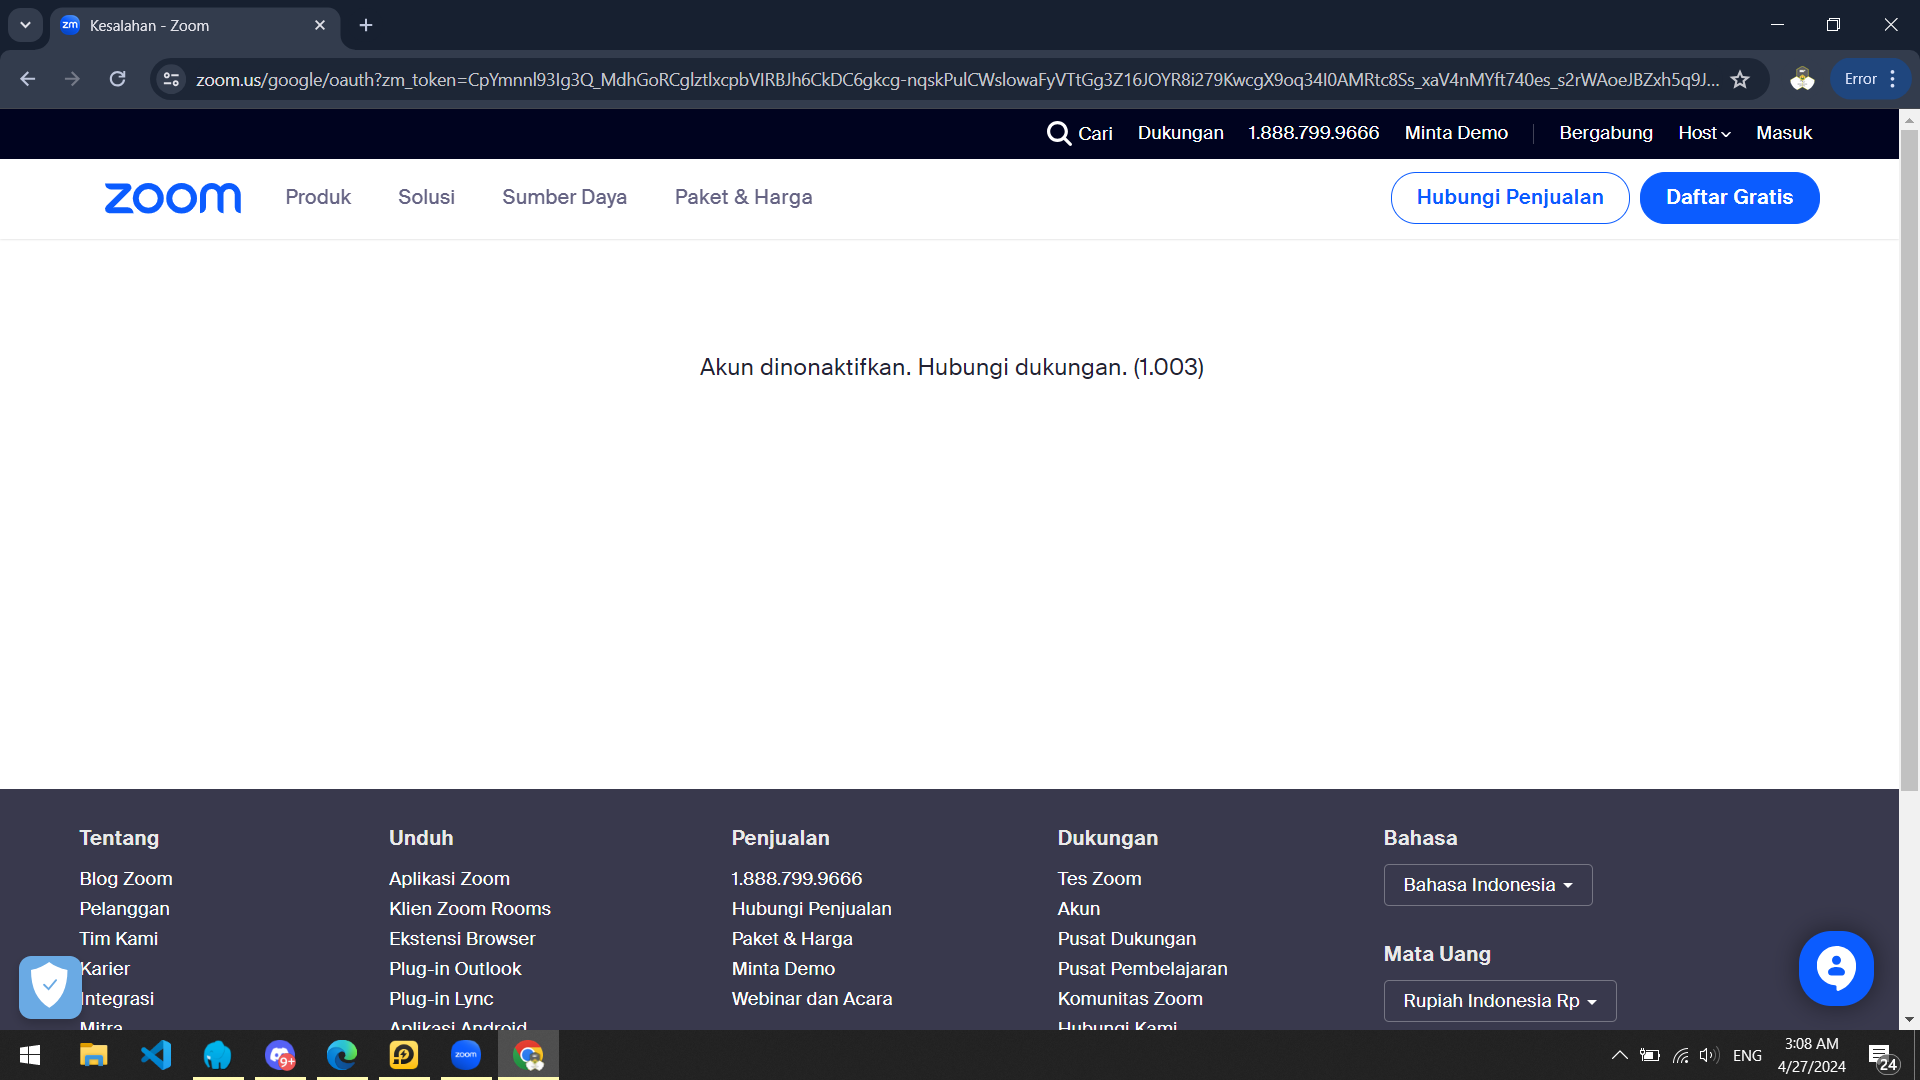 zm Kesalahan - Zoom
zoom.us/google/oauth?zm_token=CpYmnnl93Ig3Q_MdhGoRCglztlxcpbVIRBJh6CkDC6gkcg-nqskPulCWslowaFyVTtGg3Z16JOYR8i279KwcgX9oq34I0AMRtc8Ss_xaV4nMYft740es_s2rWAoeJBZxh5q9J...
Error
Cari Dukungan 1.888.799.9666 Minta Demo Bergabung Host Masuk
zoom Produk Solusi Sumber Daya Paket & Harga Hubungi Penjualan Daftar Gratis
Akun dinonaktifkan. Hubungi dukungan. (1.003)
Tentang
Blog Zoom
Pelanggan
Tim Kami
Karier
Integrasi
Mitra
Unduh
Aplikasi Zoom
Klien Zoom Rooms
Ekstensi Browser
Plug-in Outlook
Plug-in Lync
Aplikasi Android
Penjualan
1.888.799.9666
Hubungi Penjualan
Paket & Harga
Minta Demo
Webinar dan Acara
Dukungan
Tes Zoom
Akun
Pusat Dukungan
Pusat Pembelajaran
Komunitas Zoom
Hubungi Kami
Bahasa
Bahasa Indonesia
Mata Uang
Rupiah Indonesia Rp
9+
zoom
ENG
3:08 AM
4/27/2024
24